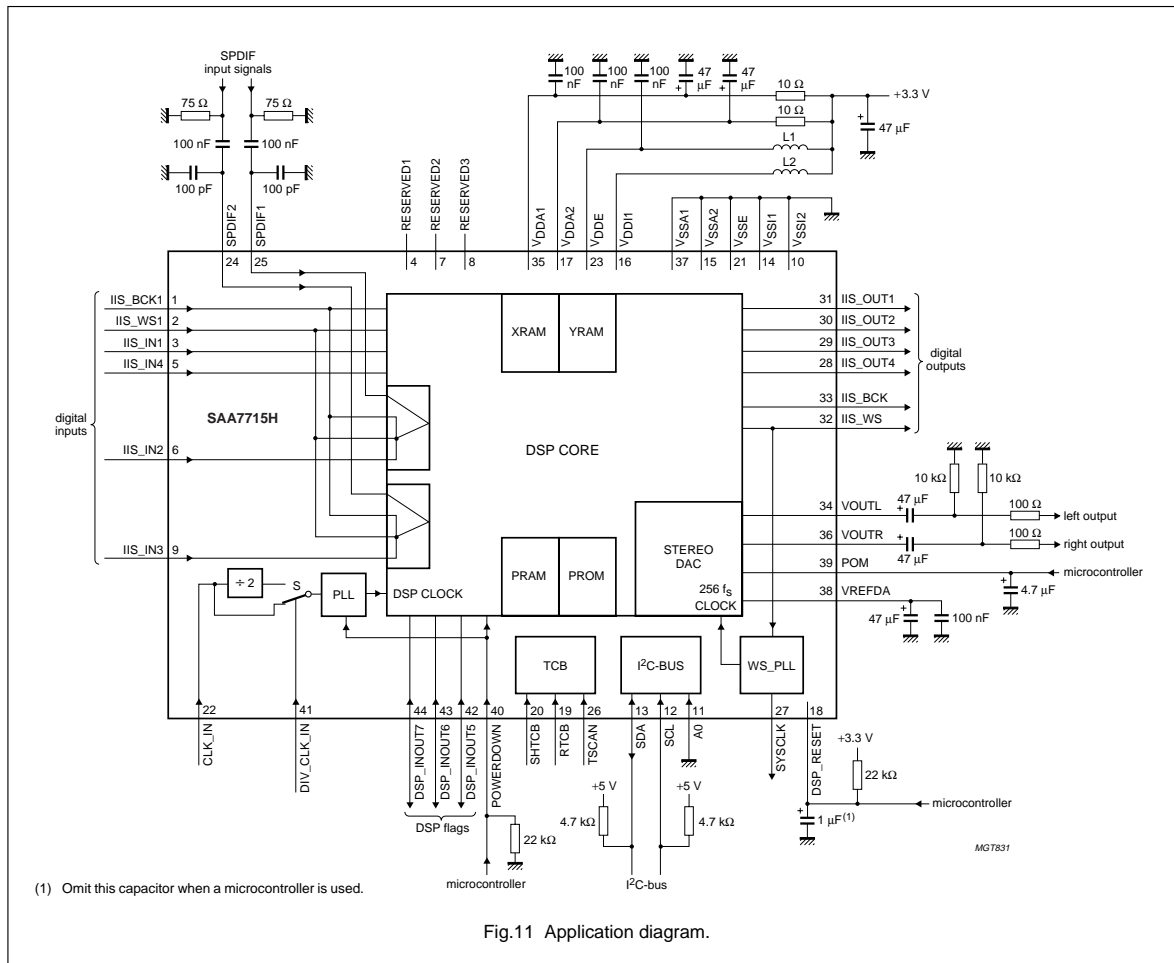 SPDIF
input signals
75 Ω
75 Ω
100 nF
100 nF
100 pF
100 pF
SPDIF2
SPDIF1
24
25
RESERVED1
RESERVED2
RESERVED3
4
7
8
100 nF
100 nF
100 nF
47 µF
47 µF
10 Ω
10 Ω
L1
L2
+3.3 V
47 µF
VDDA1
VDDA2
VDDE
VDDI1
35
17
23
16
VSSA1
VSSA2
VSSE
VSSI1
VSSI2
37
15
21
14
10
digital inputs
IIS_BCK1 1
IIS_WS1 2
IIS_IN1 3
IIS_IN4 5
IIS_IN2 6
IIS_IN3 9
SAA7715H
XRAM
YRAM
DSP CORE
PRAM
PROM
STEREO
DAC
256 fs
CLOCK
DSP CLOCK
÷ 2
S
PLL
TCB
I²C-BUS
WS_PLL
31 IIS_OUT1
30 IIS_OUT2
29 IIS_OUT3
28 IIS_OUT4
33 IIS_BCK
32 IIS_WS
digital
outputs
10 kΩ
10 kΩ
34 VOUTL
47 µF
100 Ω
left output
36 VOUTR
47 µF
100 Ω
right output
39 POM
microcontroller
4.7 µF
38 VREFDA
47 µF
100 nF
22
CLK_IN
41
DIV_CLK_IN
44
43
42
40
DSP_INOUT7
DSP_INOUT6
DSP_INOUT5
POWERDOWN
DSP flags
22 kΩ
microcontroller
20
19
26
SHTCB
RTCB
TSCAN
13
12
11
SDA
SCL
A0
+5 V
4.7 kΩ
+5 V
4.7 kΩ
I²C-bus
27
SYSCLK
18
DSP_RESET
+3.3 V
22 kΩ
microcontroller
1 µF(1)
MGT831
(1) Omit this capacitor when a microcontroller is used.
Fig.11 Application diagram.